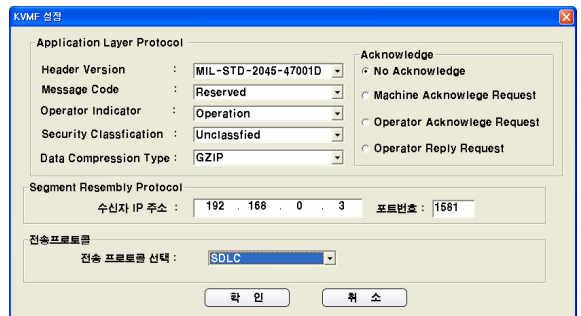 KVMF 설정
Application Layer Protocol
Header Version : MIL-STD-2045-47001D
Message Code : Reserved
Operator Indicator : Operation
Security Classfication : Unclassfied
Data Compression Type : GZIP
Acknowledge
No Acknowledge
Machine Acknowlege Request
Operator Acknowlege Request
Operator Reply Request
Segment Resembly Protocol
수신자 IP 주소 : 192 . 168 . 0 . 3 포트번호 : 1581
전송프로토콜
전송 프로토콜 선택 : SDLC
확 인 취 소